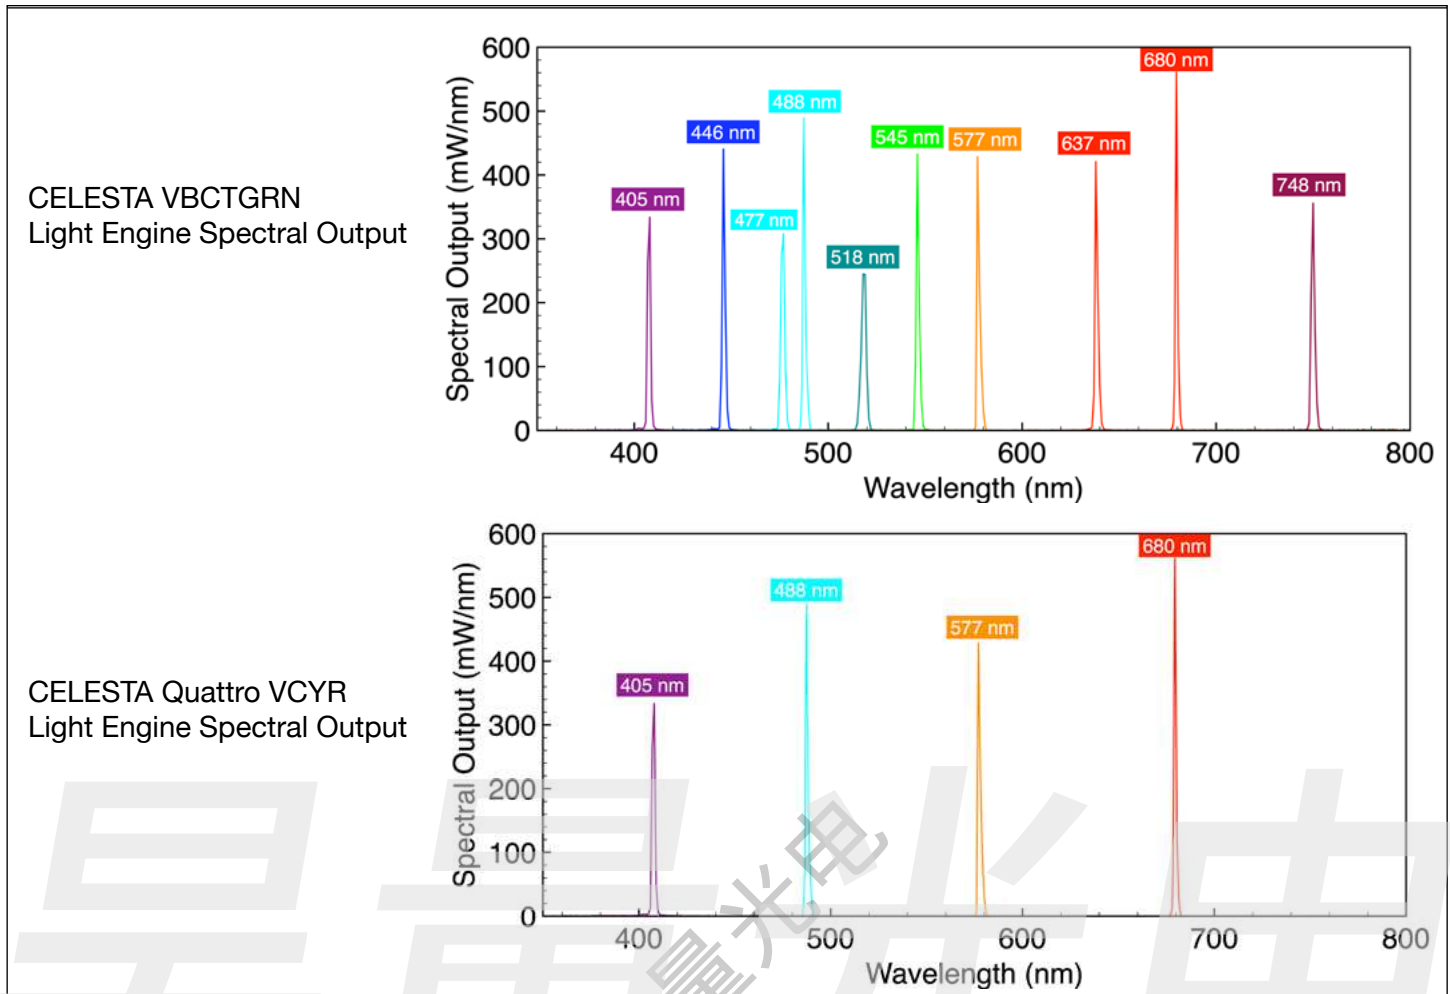 CELESTA VBCTGRN
Light Engine Spectral Output
Spectral Output (mW/nm)
600
500
400
300
200
100
0
405 nm
446 nm
477 nm
488 nm
518 nm
545 nm
577 nm
637 nm
680 nm
748 nm
400
500
600
700
800
Wavelength (nm)
CELESTA Quattro VCYR
Light Engine Spectral Output
Spectral Output (mW/nm)
600
500
400
300
200
100
0
405 nm
488 nm
577 nm
680 nm
400
500
600
700
800
Wavelength (nm)
量光电